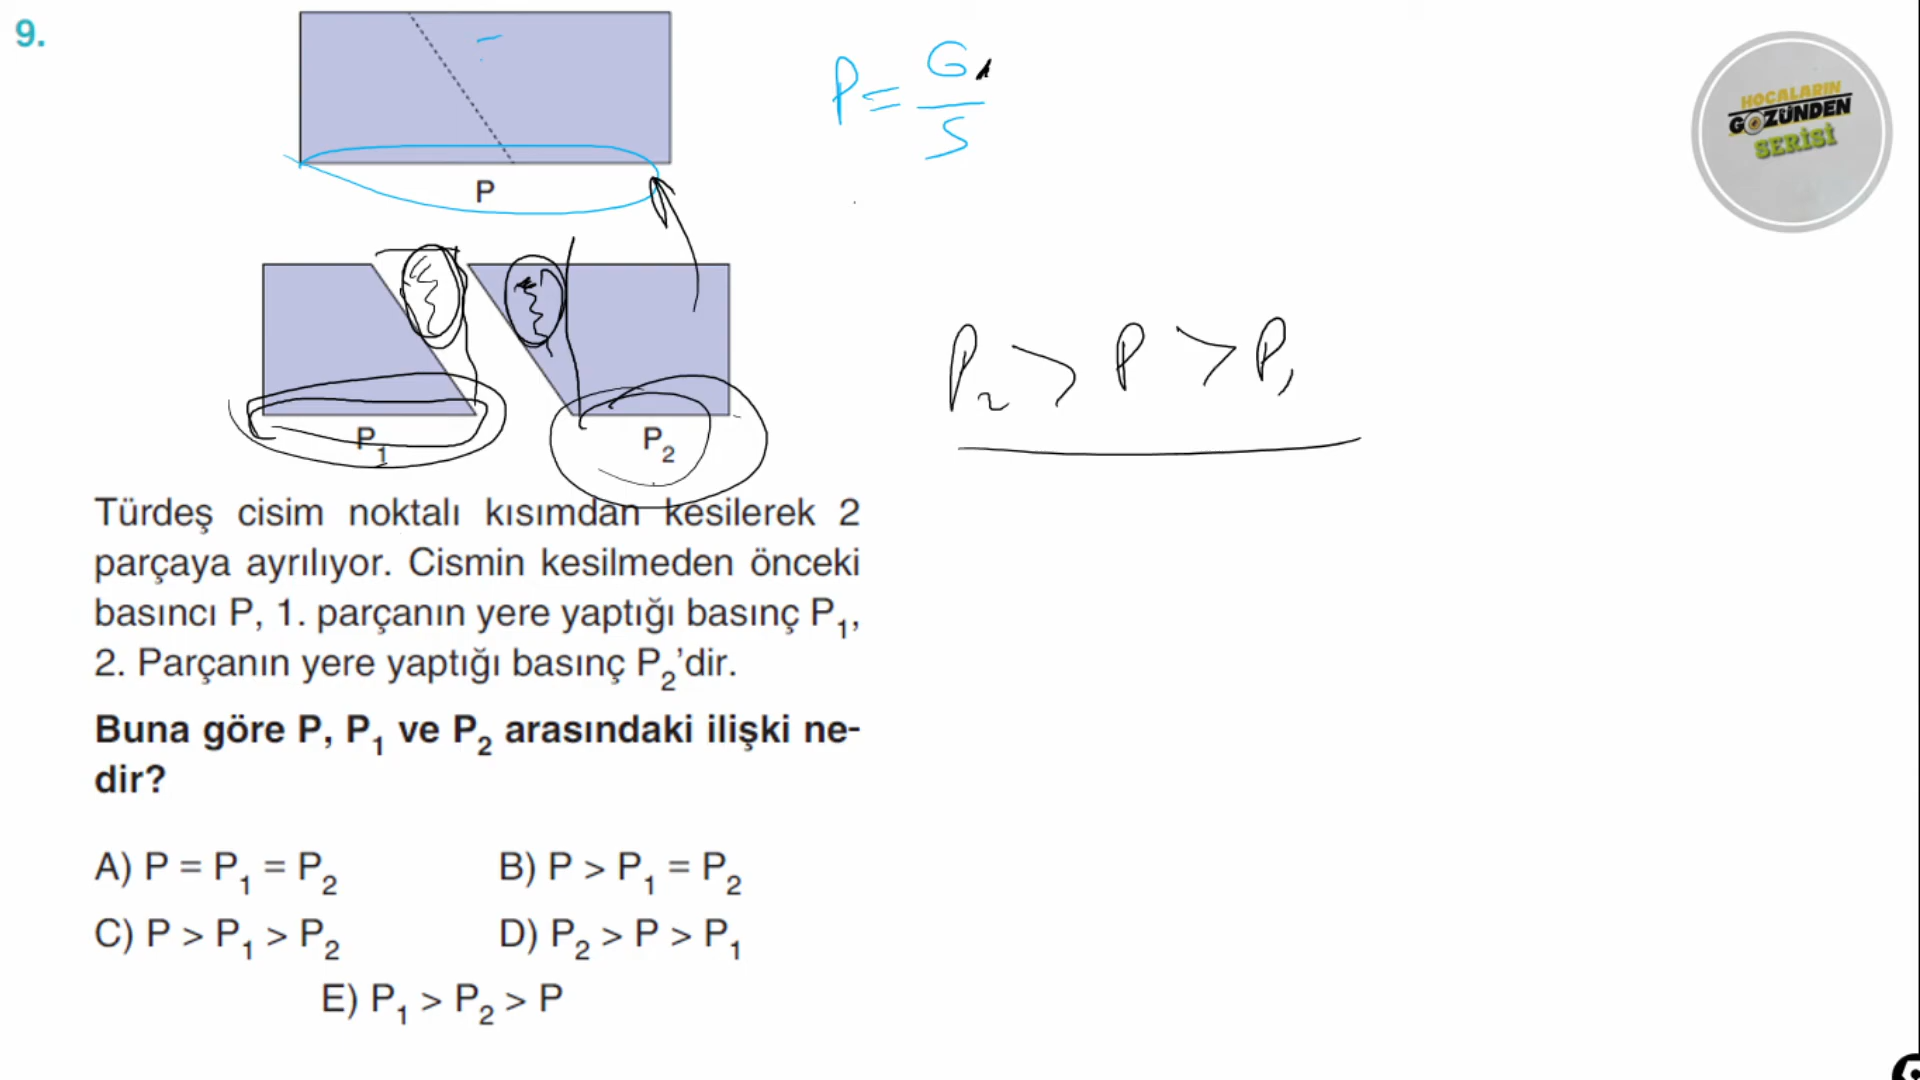 9.
P = G / S
HOCALARIN
GÖZÜNDEN
SERİSİ
P
P₂ > P > P₁
P₁ P₂
Türdeş cisim noktalı kısımdan kesilerek 2
parçaya ayrılıyor. Cismin kesilmeden önceki
basıncı P, 1. parçanın yere yaptığı basınç P₁,
2. Parçanın yere yaptığı basınç P₂’dir.
Buna göre P, P₁ ve P₂ arasındaki ilişki ne-
dir?
A) P = P₁ = P₂ B) P > P₁ = P₂
C) P > P₁ > P₂ D) P₂ > P > P₁
E) P₁ > P₂ > P